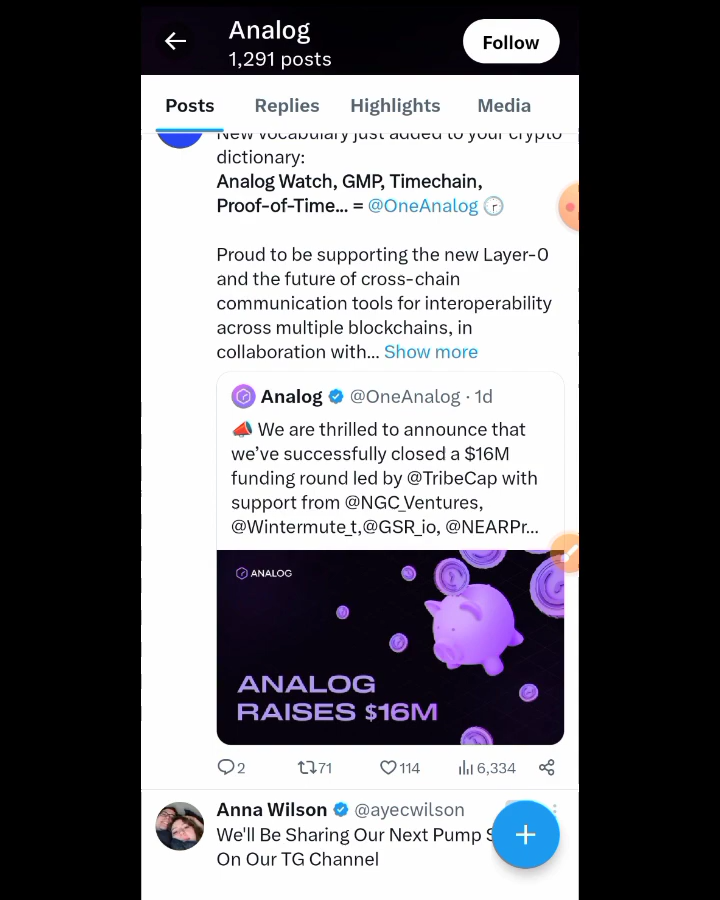 Analog
1,291 posts
Follow
Posts Replies Highlights Media
New vocabulary just added to your crypto
dictionary:
Analog Watch, GMP, Timechain,
Proof-of-Time... = @OneAnalog
Proud to be supporting the new Layer-0
and the future of cross-chain
communication tools for interoperability
across multiple blockchains, in
collaboration with... Show more
Analog @OneAnalog · 1d
We are thrilled to announce that
we’ve successfully closed a $16M
funding round led by @TribeCap with
support from @NGC_Ventures,
@Wintermute_t,@GSR_io, @NEARPr...
ANALOG
ANALOG
RAISES $16M
2 71 114 6,334
Anna Wilson @ayecwilson
We'll Be Sharing Our Next Pump
On Our TG Channel